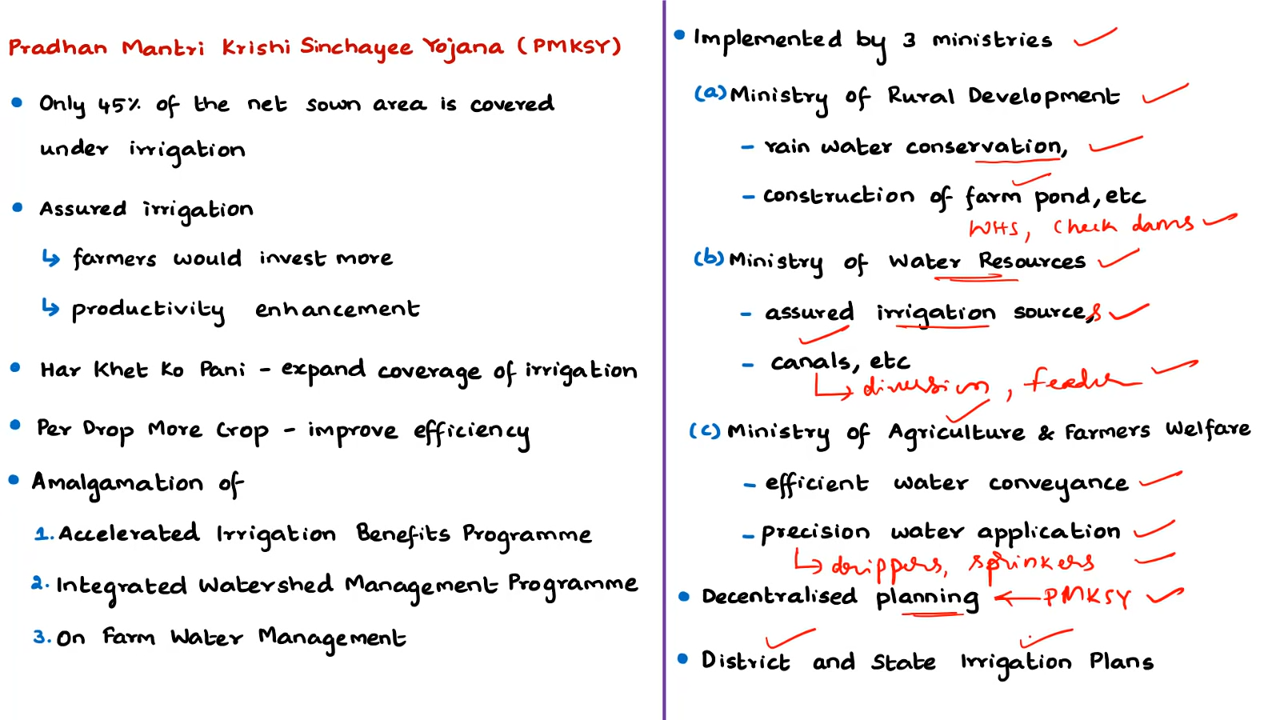 Pradhan Mantri Krishi Sinchayee Yojana (PMKSY)
• Only 45% of the net sown area is covered
under irrigation
• Assured irrigation
↳ farmers would invest more
↳ productivity enhancement
• Har Khet Ko Pani - expand coverage of irrigation
• Per Drop More Crop - improve efficiency
• Amalgamation of
1. Accelerated Irrigation Benefits Programme
2. Integrated Watershed Management Programme
3. On Farm Water Management
• Implemented by 3 ministries
(a) Ministry of Rural Development
- rain water conservation,
- construction of farm pond, etc
WHS, Check dams
(b) Ministry of Water Resources
- assured irrigation sources
- canals, etc
↳ diversion, feeder
(c) Ministry of Agriculture & Farmers Welfare
- efficient water conveyance
- precision water application
↳ drippers, sprinkers
• Decentralised planning ← PMKSY
• District and State Irrigation Plans